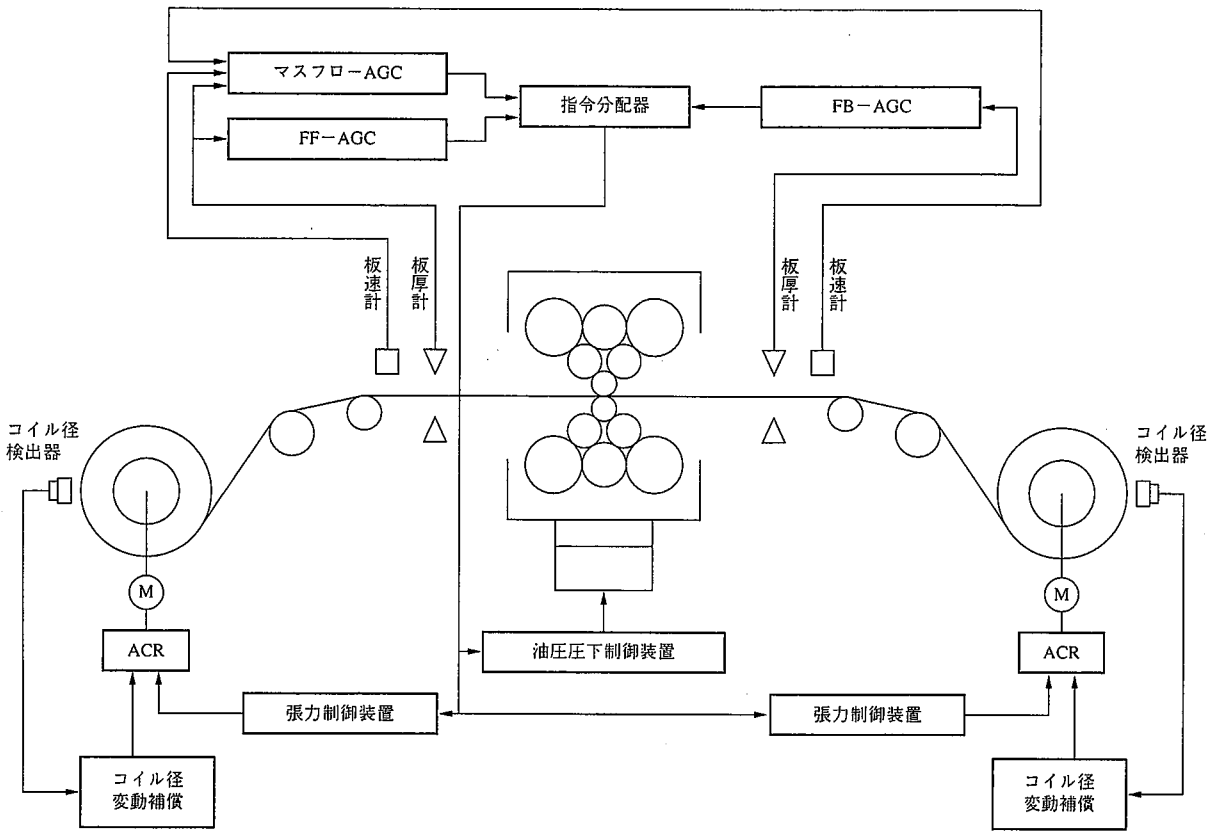 マスフローAGC
指令分配器
FB－AGC
FF－AGC
板速計
板厚計
板厚計
板速計
コイル径
検出器
コイル径
検出器
M
M
ACR
油圧圧下制御装置
ACR
張力制御装置
張力制御装置
コイル径
変動補償
コイル径
変動補償